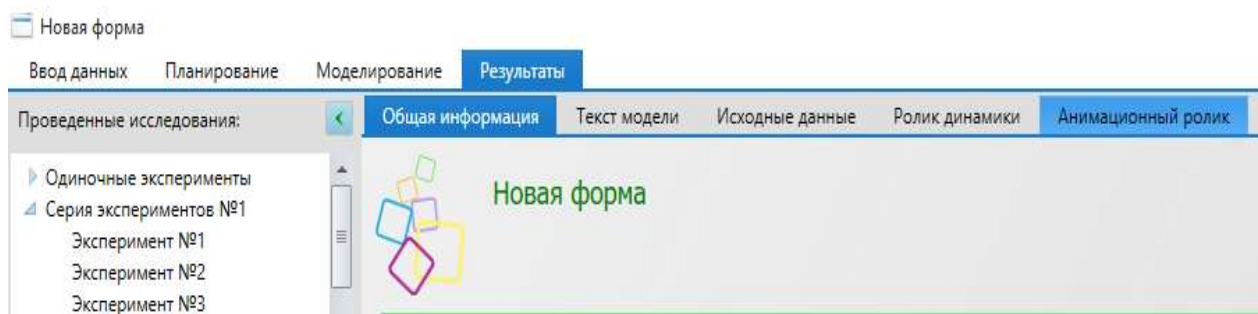 Новая форма
Ввод данных Планирование Моделирование Результаты
Проведенные исследования:
Общая информация Текст модели Исходные данные Ролик динамики Анимационный ролик
Одиночные эксперименты
Серия экспериментов №1
Эксперимент №1
Эксперимент №2
Эксперимент №3
Новая форма